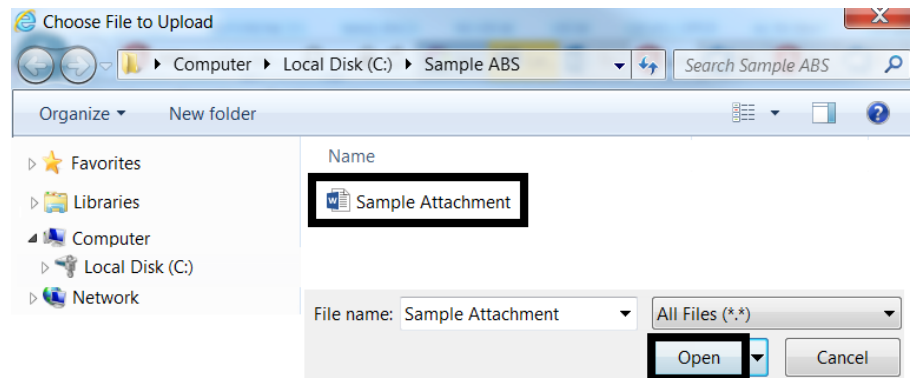 Choose File to Upload
X
Computer Local Disk (C:) Sample ABS
Search Sample ABS
Organize New folder
?
Name
Favorites
Sample Attachment
Libraries
Computer
Local Disk (C:)
Network
File name: Sample Attachment All Files (*.*)
Open Cancel